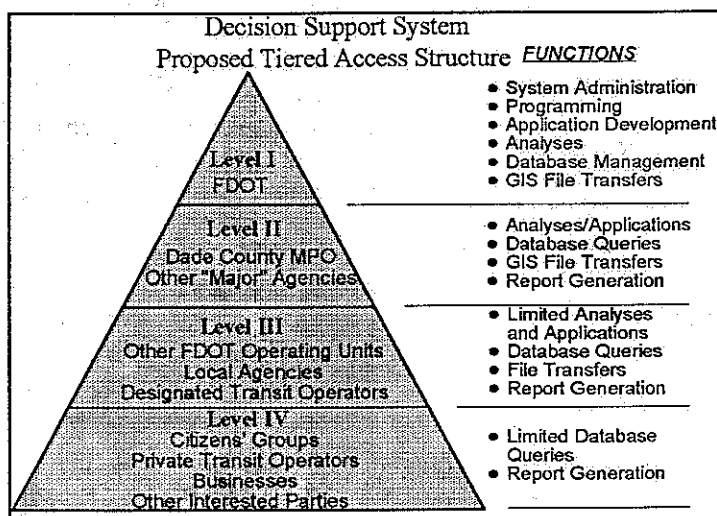 Decision Support System
Proposed Tiered Access Structure FUNCTIONS
Level I
FDOT
• System Administration
• Programming
• Application Development
• Analyses
• Database Management
• GIS File Transfers
Level II
Dade County MPO
Other "Major" Agencies
• Analyses/Applications
• Database Queries
• GIS File Transfers
• Report Generation
Level III
Other FDOT Operating Units
Local Agencies
Designated Transit Operators
• Limited Analyses
and Applications
• Database Queries
• File Transfers
• Report Generation
Level IV
Citizens' Groups
Private Transit Operators
Businesses
Other Interested Parties
• Limited Database
Queries
• Report Generation